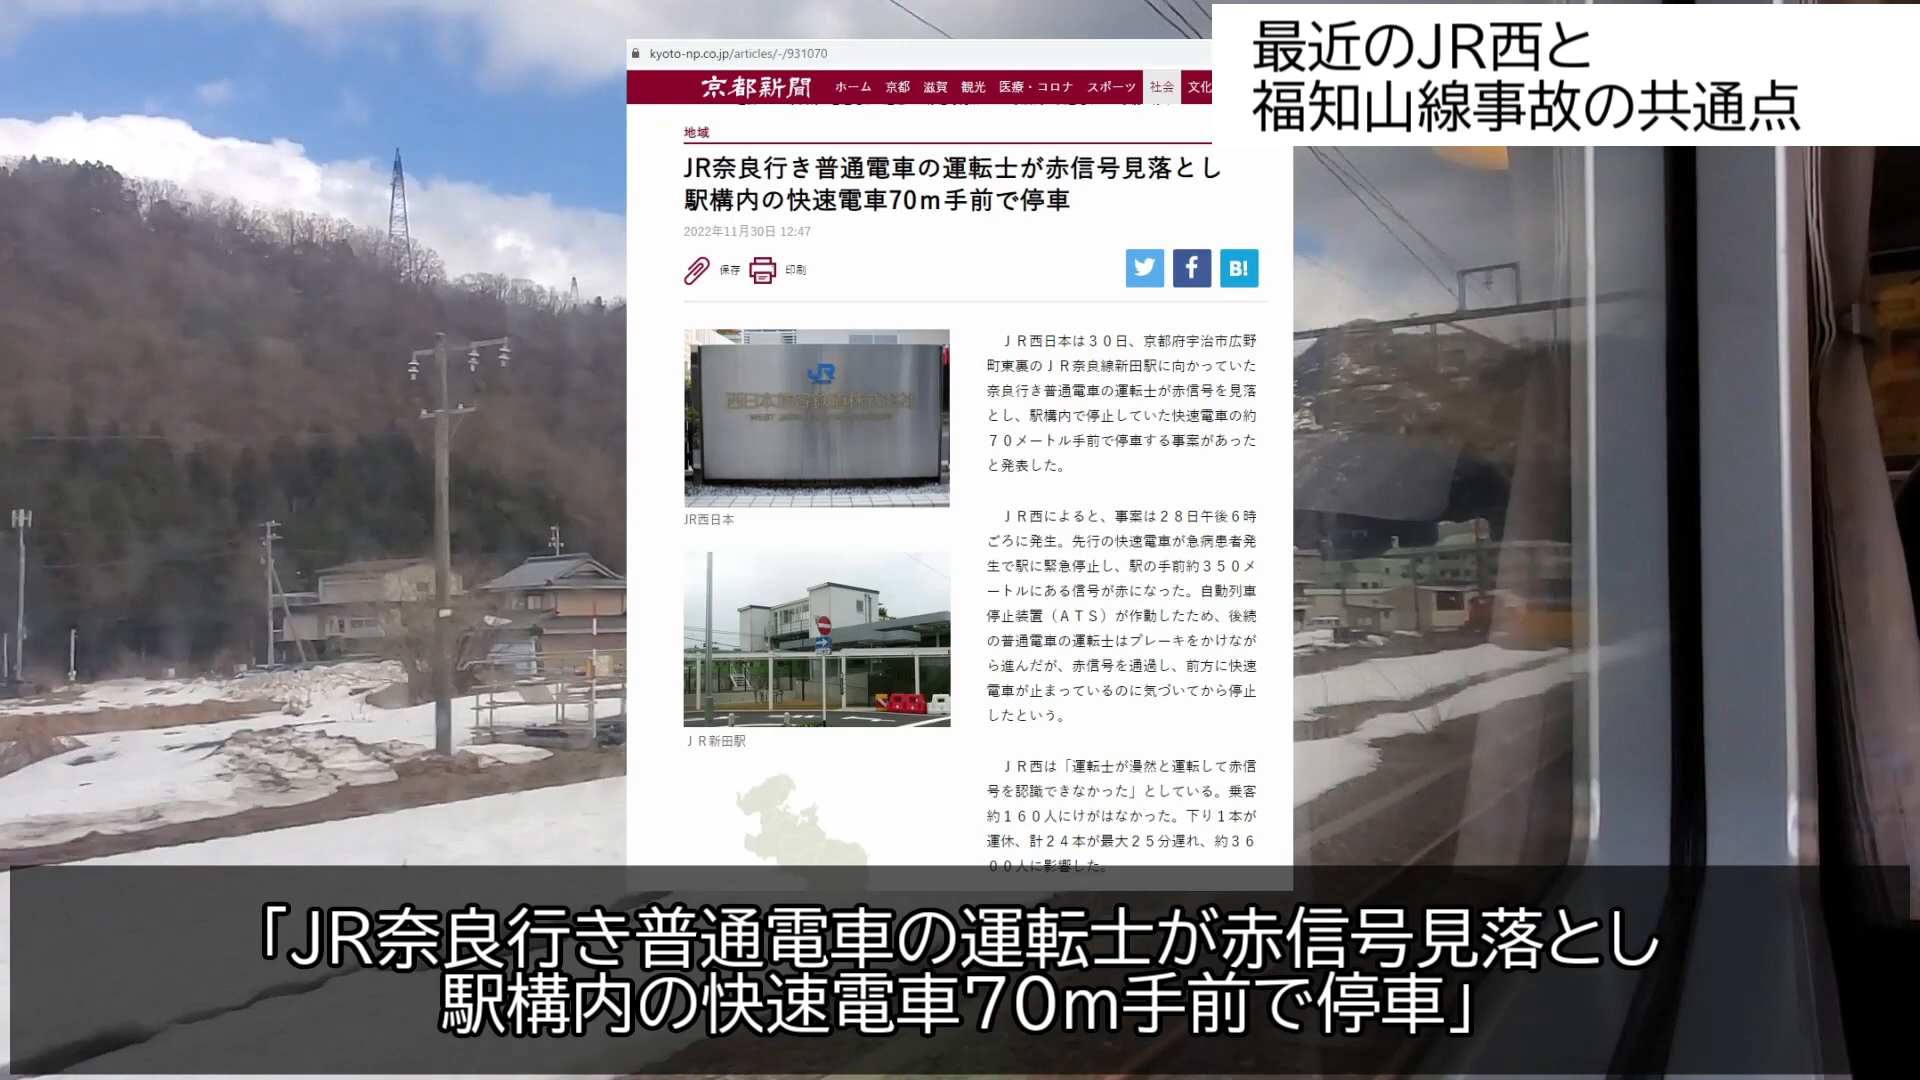 最近のJR西と
福知山線事故の共通点
kyoto-np.co.jp/articles/-/931070
京都新聞 ホーム 京都 滋賀 観光 医療・コロナ スポーツ 社会 文化
地域
JR奈良行き普通電車の運転士が赤信号見落とし
駅構内の快速電車70m手前で停車
2022年11月30日 12:47
保存 印刷
B!
JR
西日本旅客鉄道株式会社
JR西日本
ＪＲ新田駅
ＪＲ西日本は３０日、京都府宇治市広野
町東裏のＪＲ奈良線新田駅に向かっていた
奈良行き普通電車の運転士が赤信号を見落
とし、駅構内で停止していた快速電車の約
７０メートル手前で停車する事案があった
と発表した。
ＪＲ西によると、事案は２８日午後６時
ごろに発生。先行の快速電車が急病患者発
生で駅に緊急停止し、駅の手前約３５０メ
ートルにある信号が赤になった。自動列車
停止装置（ＡＴＳ）が作動したため、後続
の普通電車の運転士はブレーキをかけなが
ら進んだが、赤信号を通過し、前方に快速
電車が止まっているのに気づいてから停止
したという。
ＪＲ西は「運転士が漫然と運転して赤信
号を認識できなかった」としている。乗客
約１６０人にけがはなかった。下り１本が
運休、計２４本が最大２５分遅れ、約３６
００人に影響した。
「JR奈良行き普通電車の運転士が赤信号見落とし
駅構内の快速電車70m手前で停車」